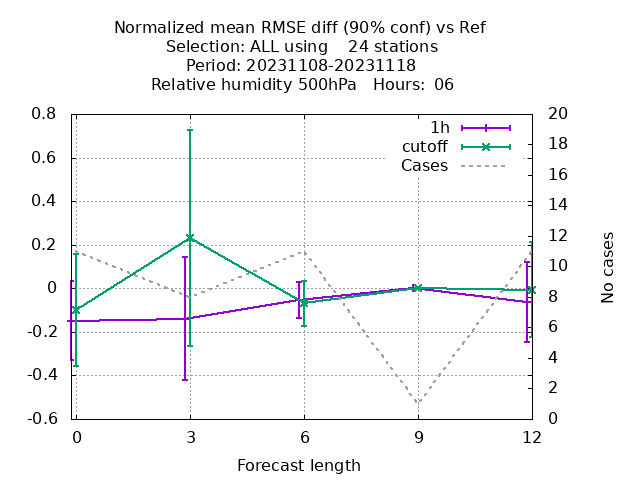 Normalized mean RMSE diff (90% conf) vs Ref
Selection: ALL using    24 stations
Period: 20231108-20231118
Relative humidity 500hPa   Hours:  06
0.8
0.6
0.4
0.2
0
-0.2
-0.4
-0.6
1h
cutoff
Cases
20
18
16
14
12
10
8
6
4
2
0
No cases
0
3
6
9
12
Forecast length